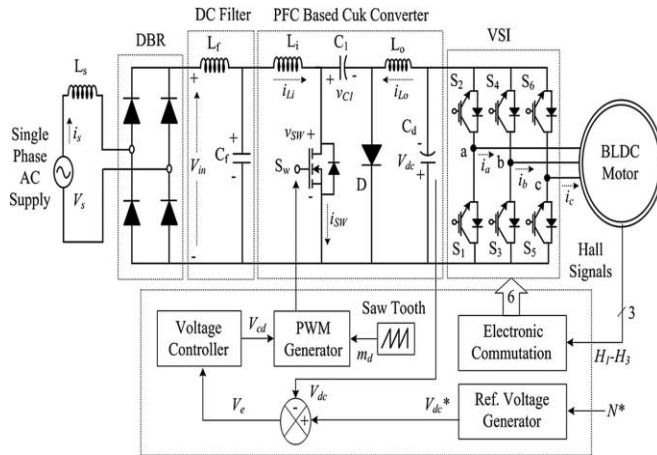 DBR
DC Filter
PFC Based Cuk Converter
VSI
Ls
Lf
Li
C1
Lo
is
iLi
vC1
iLo
S2
S4
S6
Single
Phase
AC
Supply
Vs
Vin
Cf
vSW
Sw
iSW
D
Cd
Vdc
a
b
c
ia
ib
ic
BLDC
Motor
S1
S3
S5
Hall
Signals
+
-
6
3
Voltage
Controller
Vcd
PWM
Generator
Saw Tooth
md
Electronic
Commutation
H1-H3
Ve
Vdc
- +
Vdc*
Ref. Voltage
Generator
N*